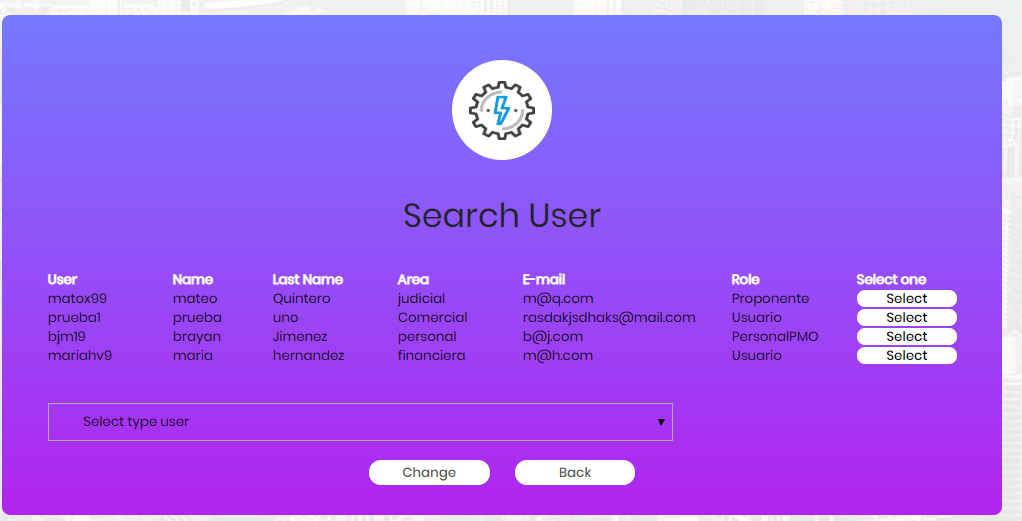 Search User
User Name Last Name Area E-mail Role Select one
matox99 mateo Quintero judicial m@q.com Proponente Select
prueba1 prueba uno Comercial rasdakjsdhaks@mail.com Usuario Select
bjm19 brayan Jimenez personal b@j.com PersonalPMO Select
mariahv9 maria hernandez financiera m@h.com Usuario Select
Select type user
Change Back